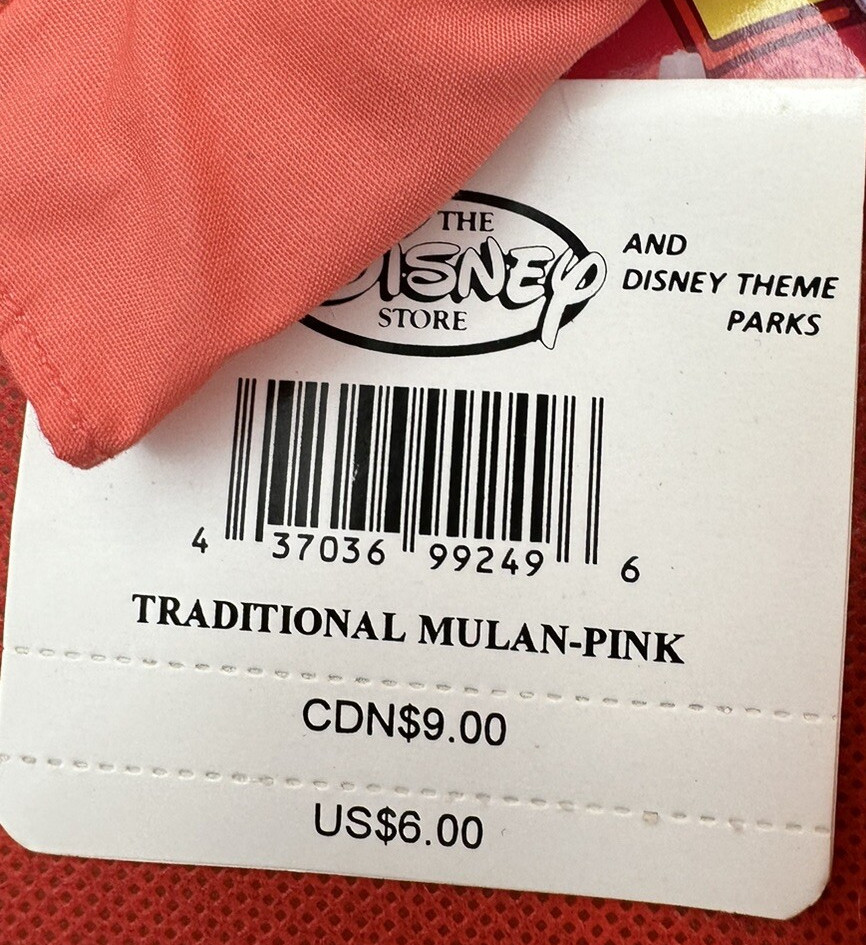 THE
DISNEY
STORE
AND
DISNEY THEME
PARKS
4 37036 99249 6
TRADITIONAL MULAN-PINK
CDN$9.00
US$6.00